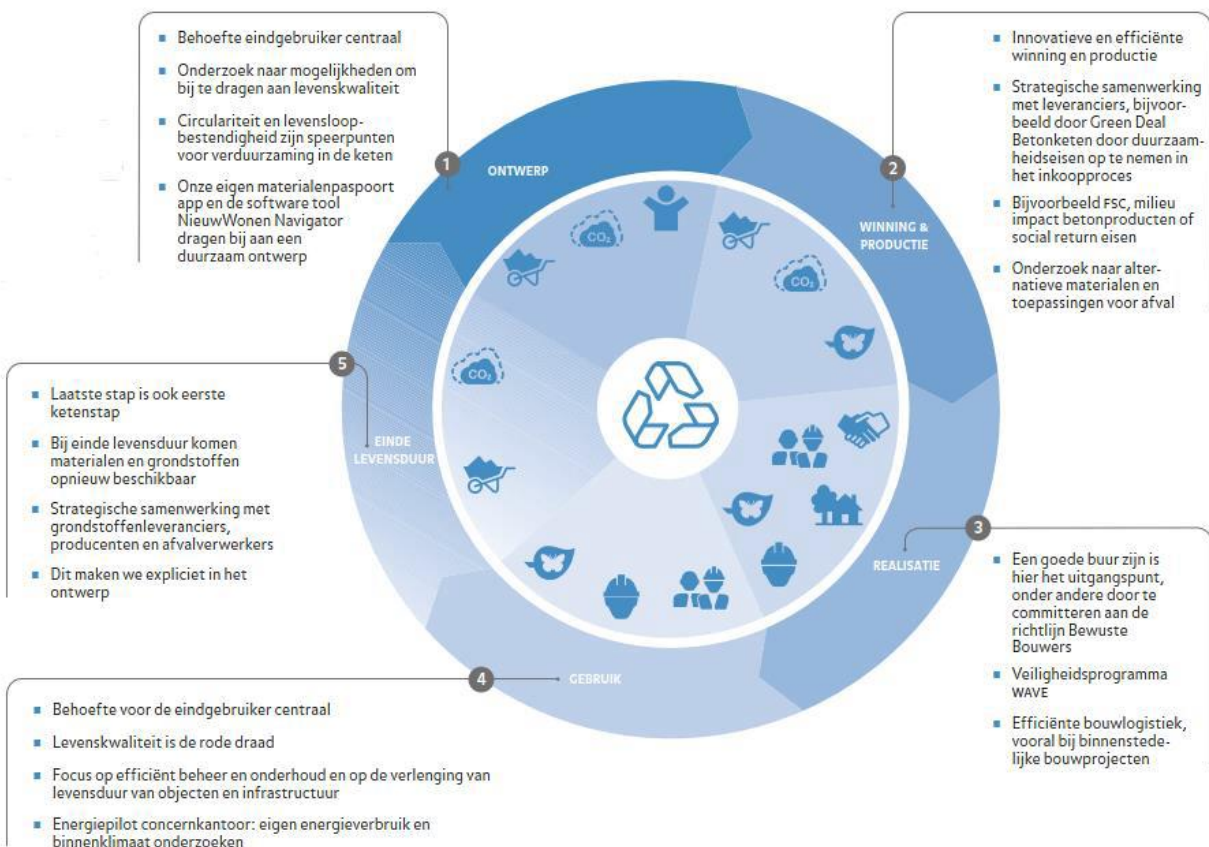 Behoefte eindgebruiker centraal
Onderzoek naar mogelijkheden om
bij te dragen aan levenskwaliteit
Circulariteit en levensloop-
bestendigheid zijn speerpunten
voor verduurzaming in de keten
Onze eigen materialenpaspoort
app en de software tool
NieuwWonen Navigator
dragen bij aan een
duurzaam ontwerp
1
ONTWERP
CO₂
Innovatieve en efficiënte
winning en productie
Strategische samenwerking
met leveranciers, bijvoor-
beeld door Green Deal
Betonketen door duurzaam-
heidseisen op te nemen in
het inkoopproces
Bijvoorbeeld FSC, milieu
impact betonproducten of
social return eisen
Onderzoek naar alter-
natieve materialen en
toepassingen voor afval
2
WINNING &
PRODUCTIE
CO₂
3
REALISATIE
Een goede buur zijn is
hier het uitgangspunt,
onder andere door te
committeren aan de
richtlijn Bewuste
Bouwers
Veiligheidsprogramma
WAVE
Efficiënte bouwlogistiek,
vooral bij binnenstede-
lijke bouwprojecten
4
GEBRUIK
Behoefte voor de eindgebruiker centraal
Levenskwaliteit is de rode draad
Focus op efficiënt beheer en onderhoud en op de verlenging van
levensduur van objecten en infrastructuur
Energiepilot concernkantoor: eigen energieverbruik en
binnenklimaat onderzoeken
5
EINDE
LEVENSDUUR
CO₂
Laatste stap is ook eerste
ketenstap
Bij einde levensduur komen
materialen en grondstoffen
opnieuw beschikbaar
Strategische samenwerking met
grondstoffenleveranciers,
producenten en afvalverwerkers
Dit maken we expliciet in het
ontwerp